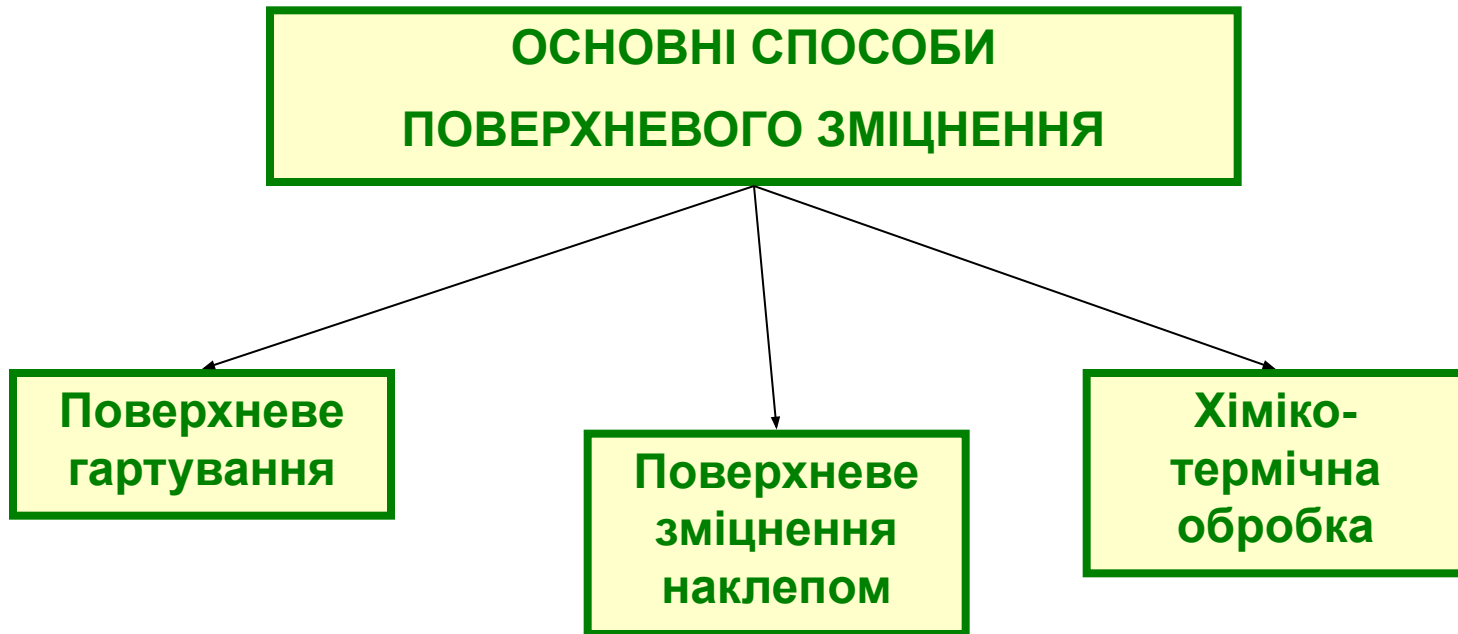 ОСНОВНІ СПОСОБИ
ПОВЕРХНЕВОГО ЗМІЦНЕННЯ
Поверхневе
гартування
Поверхневе
зміцнення
наклепом
Хіміко-
термічна
обробка